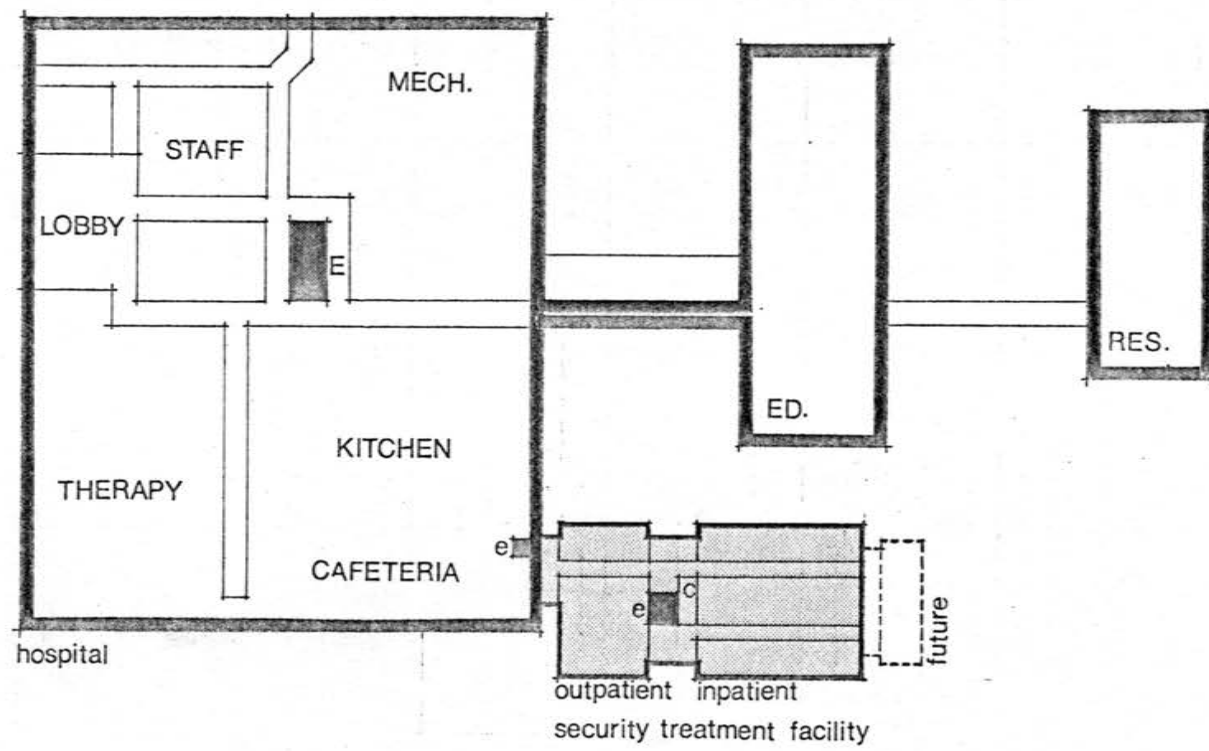 MECH.
STAFF
LOBBY
E
RES.
ED.
KITCHEN
THERAPY
e
CAFETERIA
c
e
future
hospital
outpatient inpatient
security treatment facility